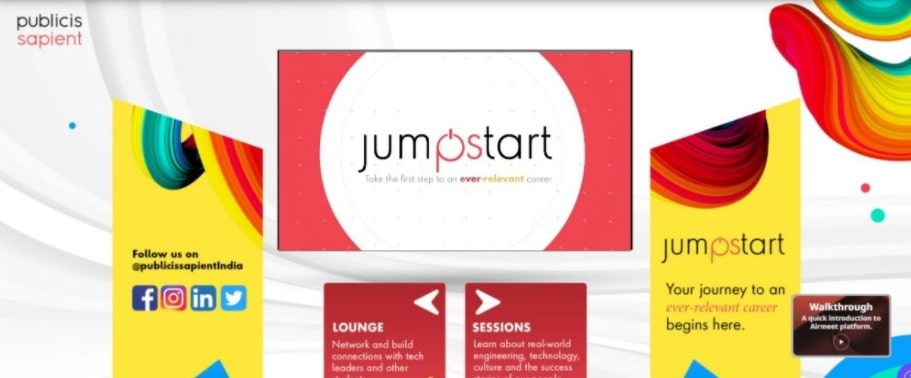 publicis
sapient
jumpstart
Take the first step to an ever-relevant career
Follow us on
@publicissapientIndia
jumpstart
Your journey to an
ever-relevant career
begins here.
Walkthrough
A quick introduction to
Airmeet platform.
LOUNGE
Network and build
connections with tech
leaders and other
SESSIONS
Learn about real-world
engineering, technology,
culture and the success